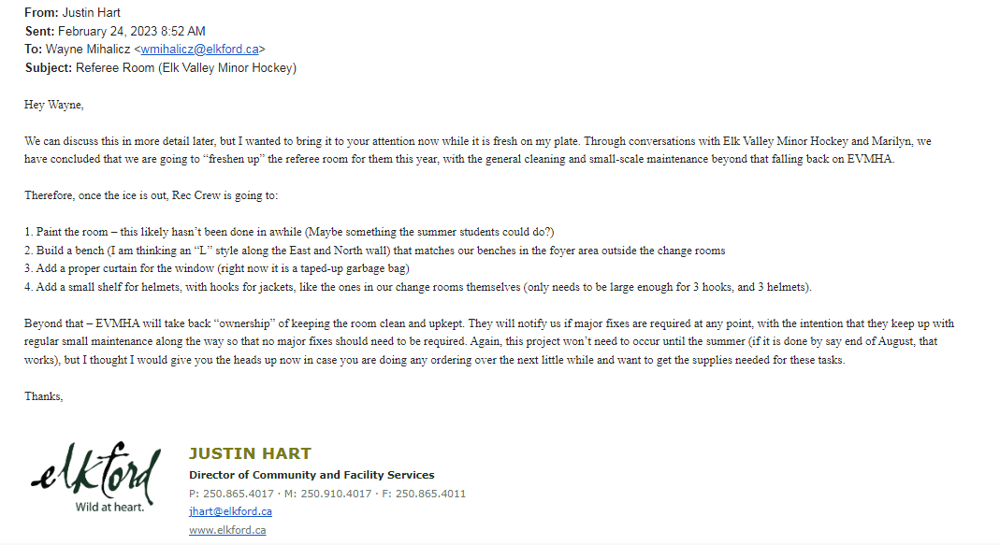 From: Justin Hart
Sent: February 24, 2023 8:52 AM
To: Wayne Mihalicz <wmihalicz@elkford.ca>
Subject: Referee Room (Elk Valley Minor Hockey)
Hey Wayne,
We can discuss this in more detail later, but I wanted to bring it to your attention now while it is fresh on my plate. Through conversations with Elk Valley Minor Hockey and Marilyn, we
have concluded that we are going to “freshen up” the referee room for them this year, with the general cleaning and small-scale maintenance beyond that falling back on EVMHA.
Therefore, once the ice is out, Rec Crew is going to:
1. Paint the room – this likely hasn’t been done in awhile (Maybe something the summer students could do?)
2. Build a bench (I am thinking an “L” style along the East and North wall) that matches our benches in the foyer area outside the change rooms
3. Add a proper curtain for the window (right now it is a taped-up garbage bag)
4. Add a small shelf for helmets, with hooks for jackets, like the ones in our change rooms themselves (only needs to be large enough for 3 hooks, and 3 helmets).
Beyond that – EVMHA will take back “ownership” of keeping the room clean and upkept. They will notify us if major fixes are required at any point, with the intention that they keep up with
regular small maintenance along the way so that no major fixes should need to be required. Again, this project won’t need to occur until the summer (if it is done by say end of August, that
works), but I thought I would give you the heads up now in case you are doing any ordering over the next little while and want to get the supplies needed for these tasks.
Thanks,
elkford
Wild at heart.
JUSTIN HART
Director of Community and Facility Services
P: 250.865.4017 · M: 250.910.4017 · F: 250.865.4011
jhart@elkford.ca
www.elkford.ca